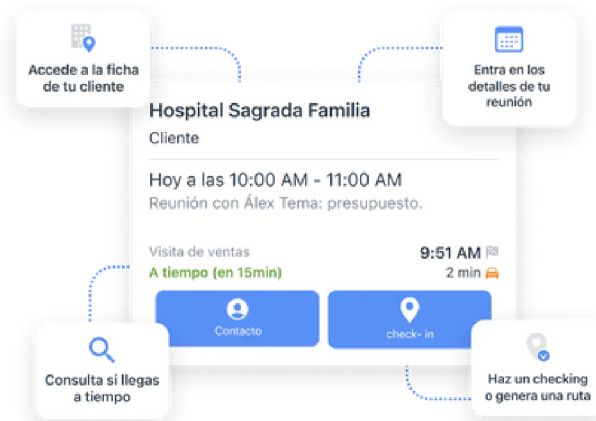 Accede a la ficha
de tu cliente
Entra en los
detalles de tu
reunión
Hospital Sagrada Familia
Cliente
Hoy a las 10:00 AM - 11:00 AM
Reunión con Álex Tema: presupuesto.
Visita de ventas
9:51 AM
A tiempo (en 15min)
2 min
Contacto
check- in
Consulta si llegas
a tiempo
Haz un checking
o genera una ruta